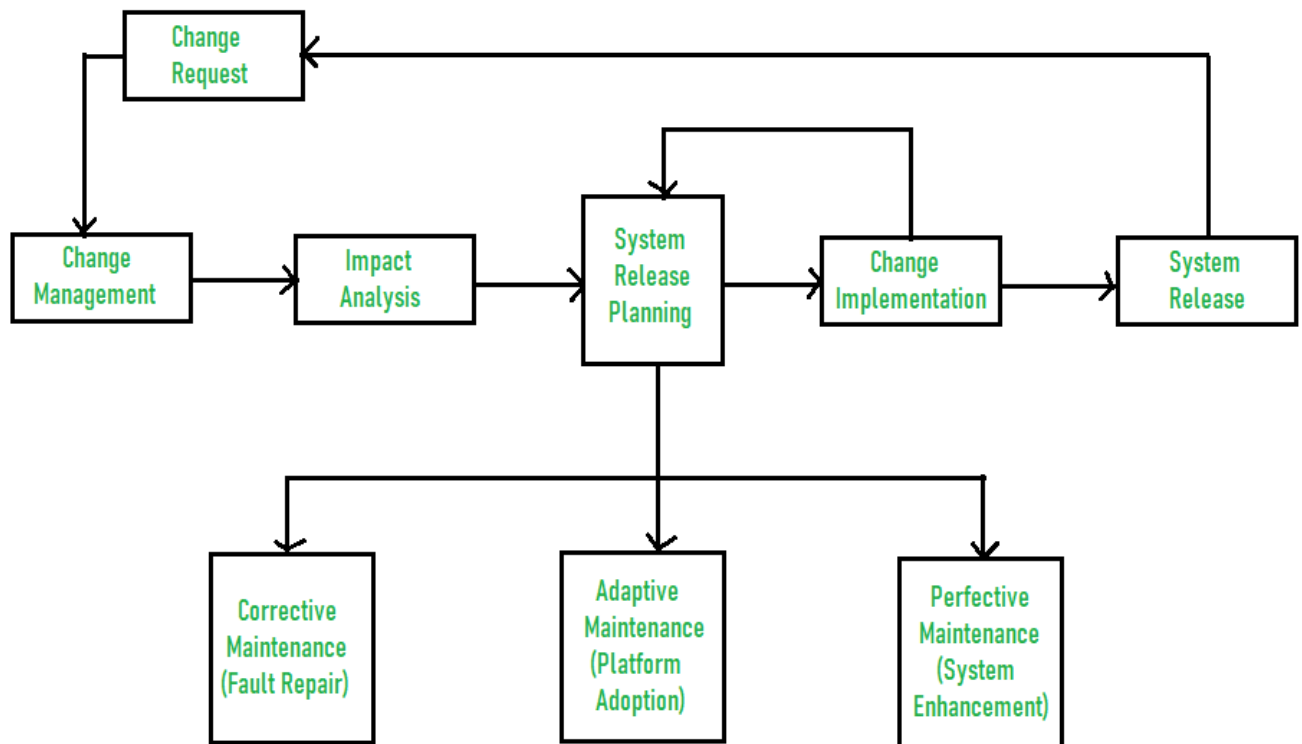 Change
Request
Change
Management
Impact
Analysis
System
Release
Planning
Change
Implementation
System
Release
Corrective
Maintenance
(Fault Repair)
Adaptive
Maintenance
(Platform
Adoption)
Perfective
Maintenance
(System
Enhancement)